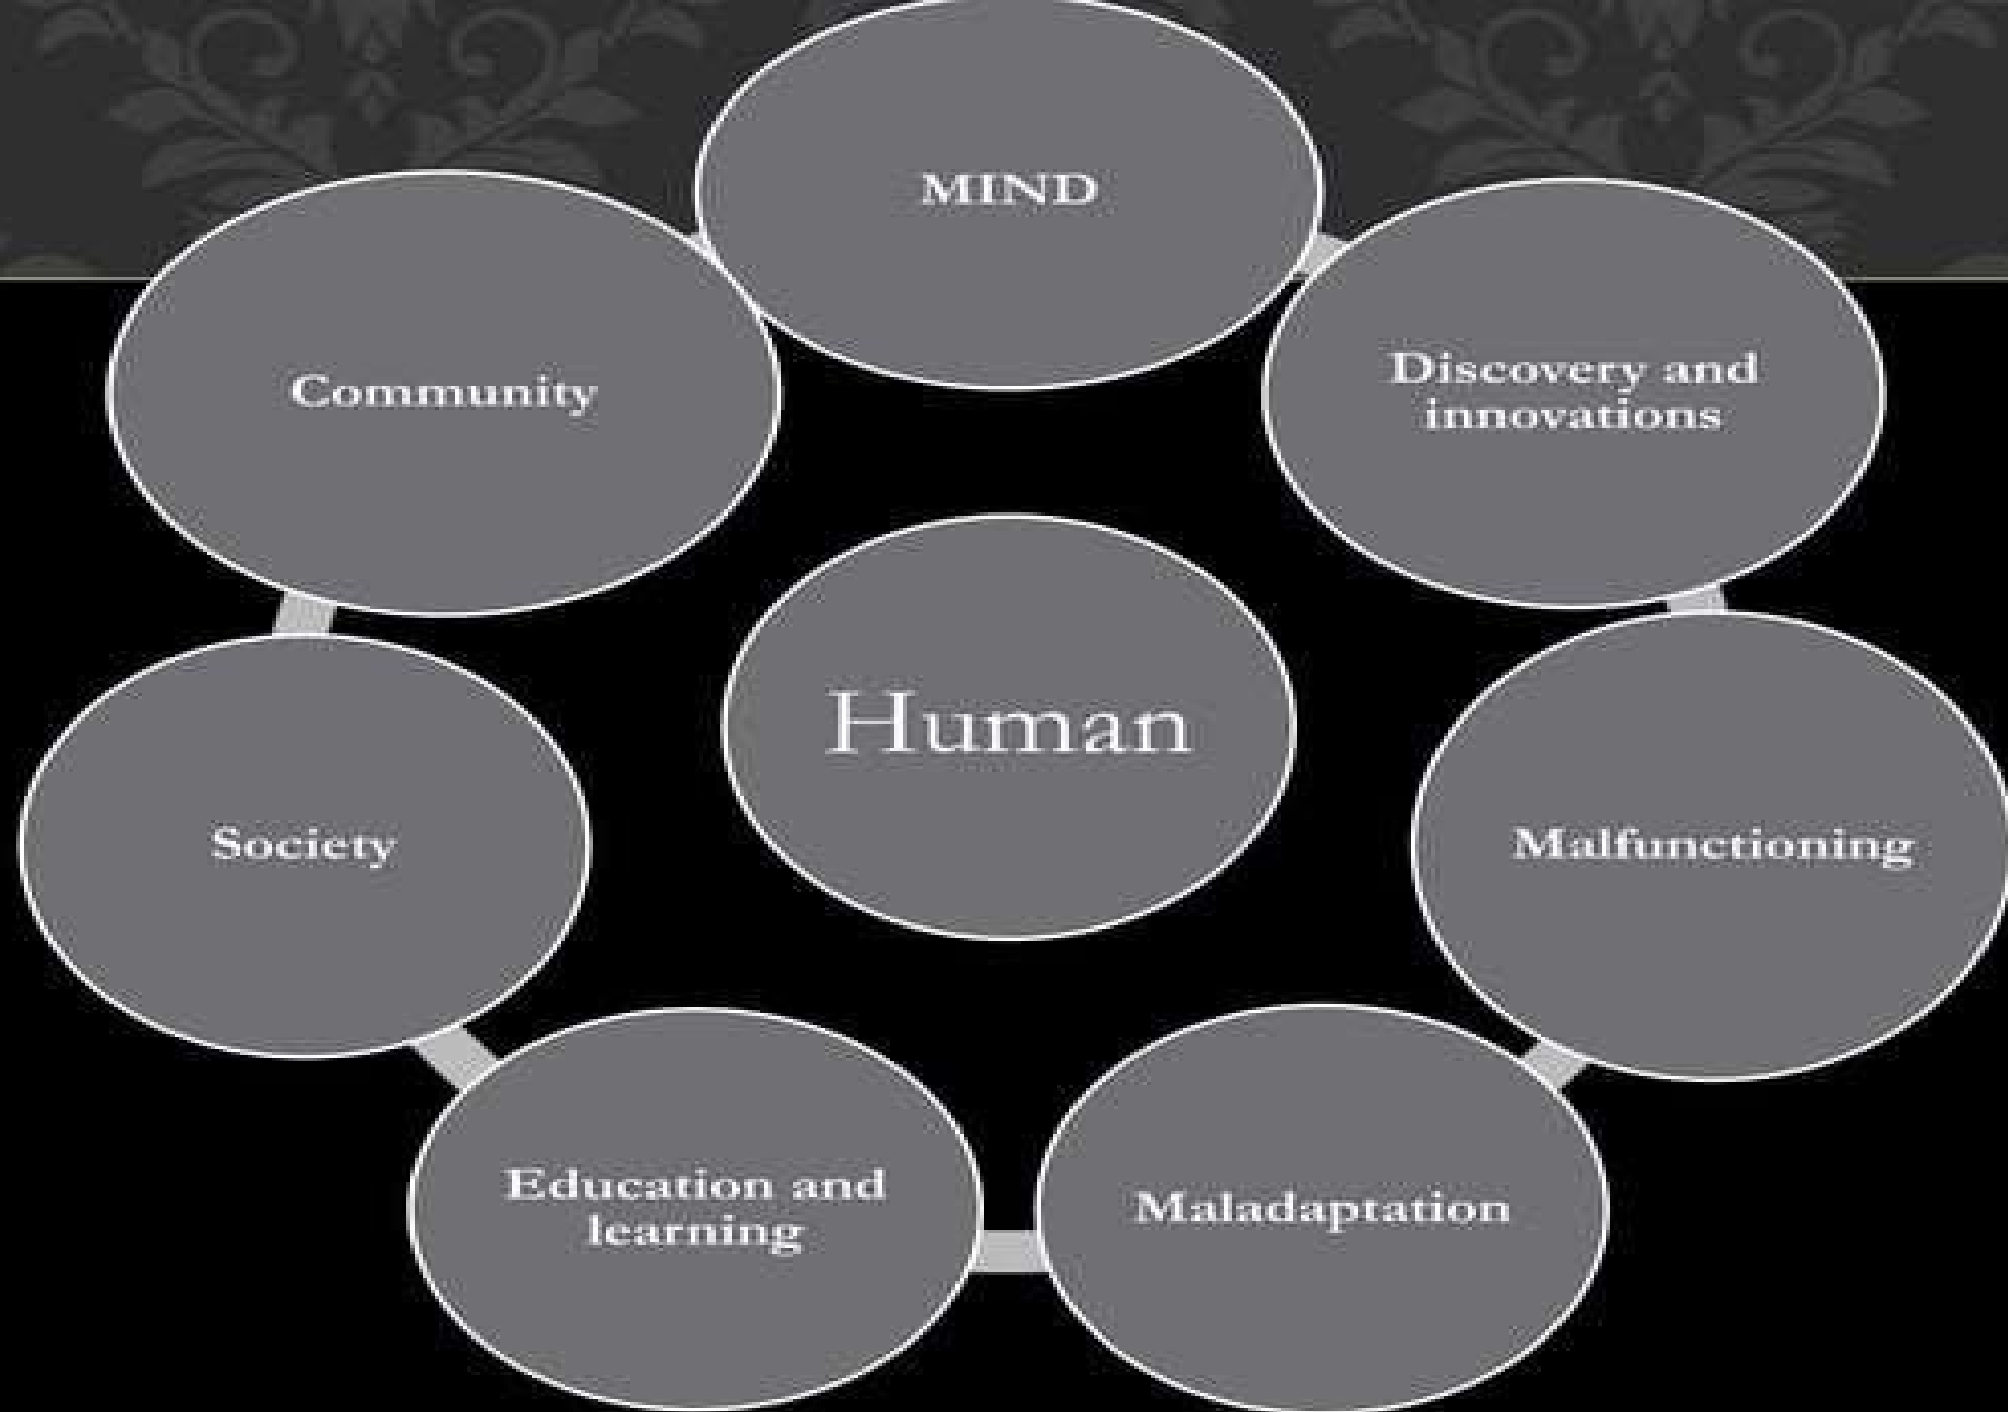 MIND
Discovery and
innovations
Malfunctioning
Maladaptation
Education and
learning
Society
Community
Human